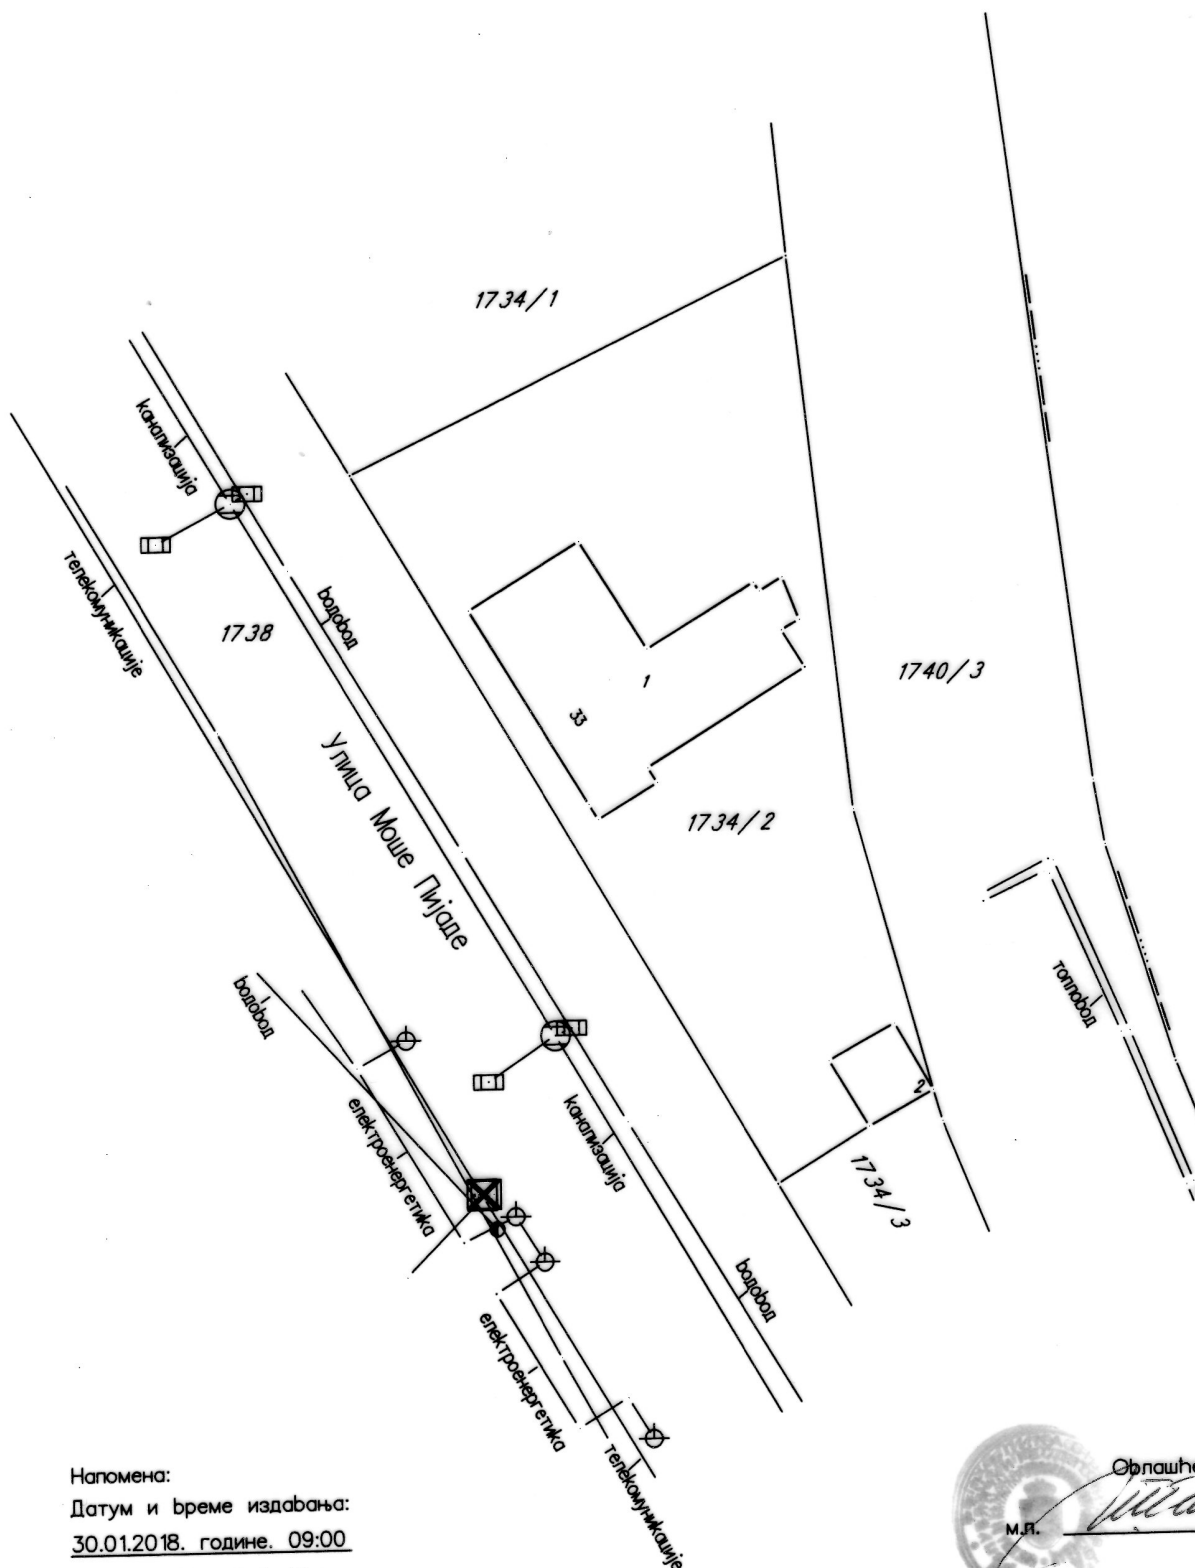 1734/1
канализација
телекомуникације
1738
водовод
1740/3
1
33
Улица Моше Пијаде
1734/2
водовод
топловод
електроенергетика
канализација
2
1734/3
водовод
електроенергетика
телекомуникације
Напомена:
Датум и време издавања:
30.01.2018. године. 09:00
М.П.